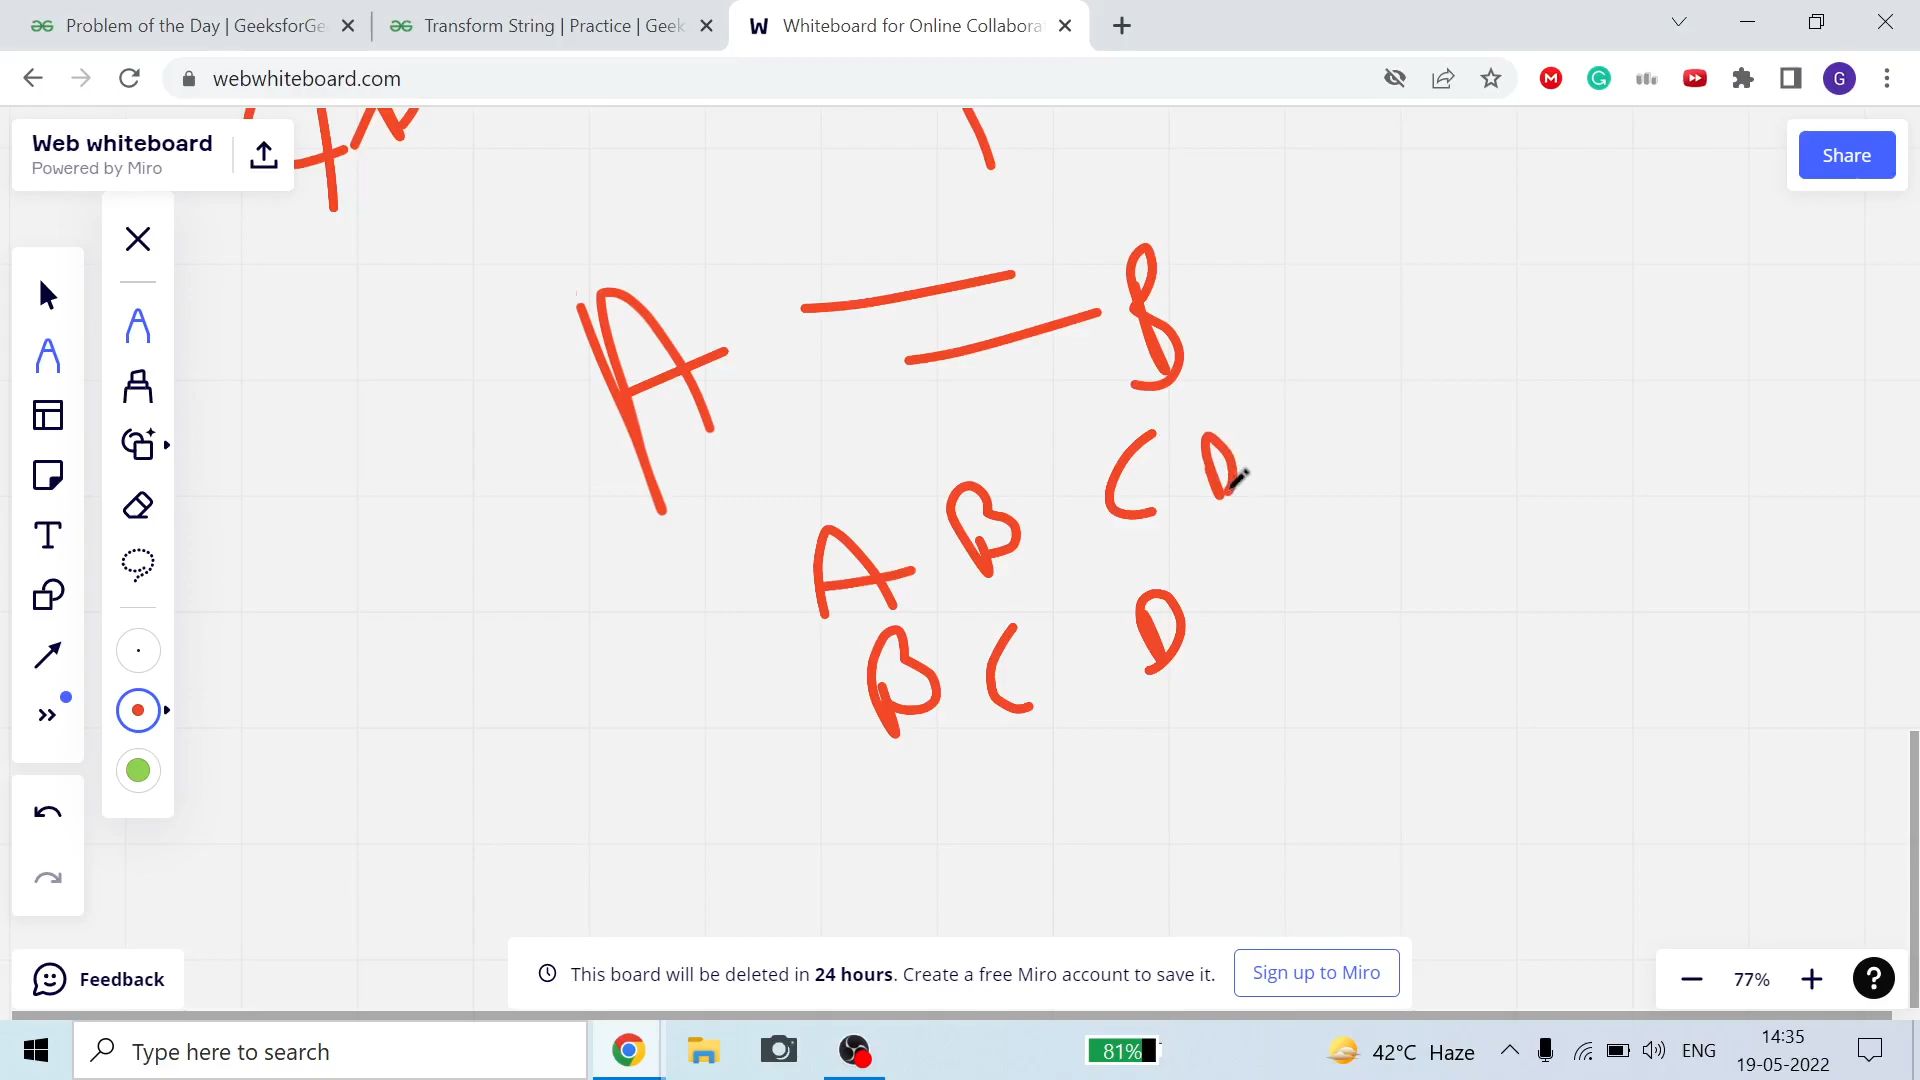 Problem of the Day | GeeksforGe
Transform String | Practice | Geek
W Whiteboard for Online Collabora
webwhiteboard.com
M
G
G
Web whiteboard
Powered by Miro
Share
A = B
A B C D
B C D
T
Feedback
This board will be deleted in 24 hours. Create a free Miro account to save it.
Sign up to Miro
77%
?
Type here to search
81%
42°C Haze
ENG
14:35
19-05-2022